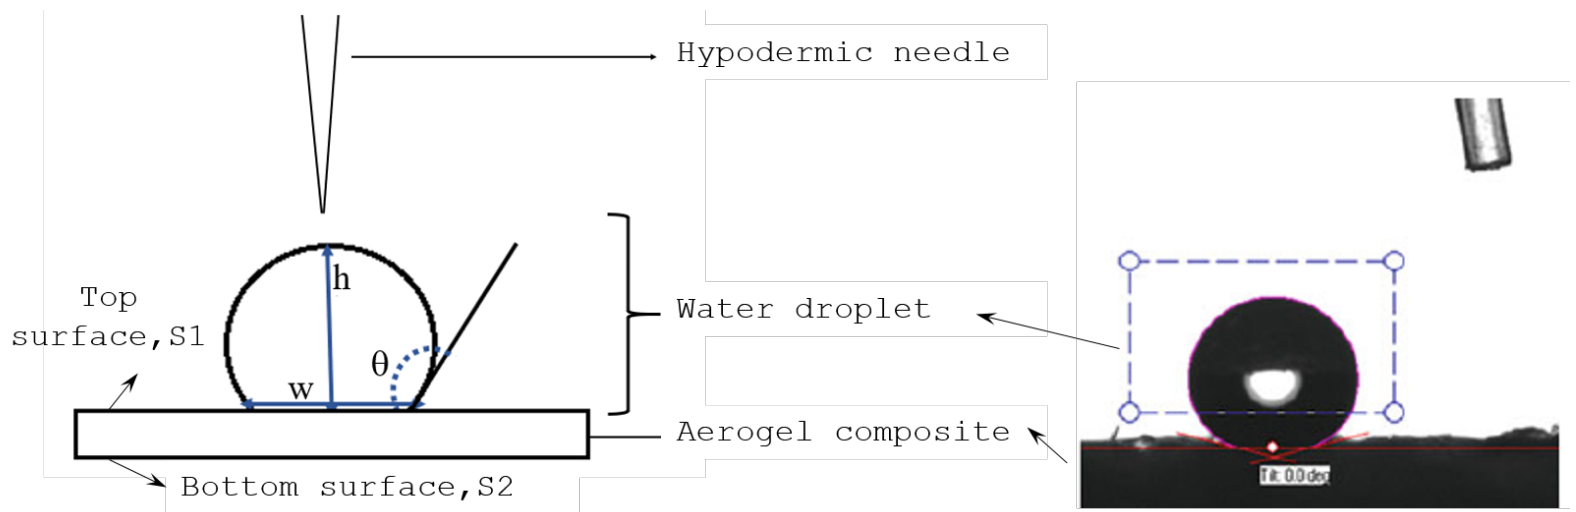 Hypodermic needle
h
Top
surface,S1
θ
w
Water droplet
Aerogel composite
Bottom surface,S2
Tilt: 0.0 deg